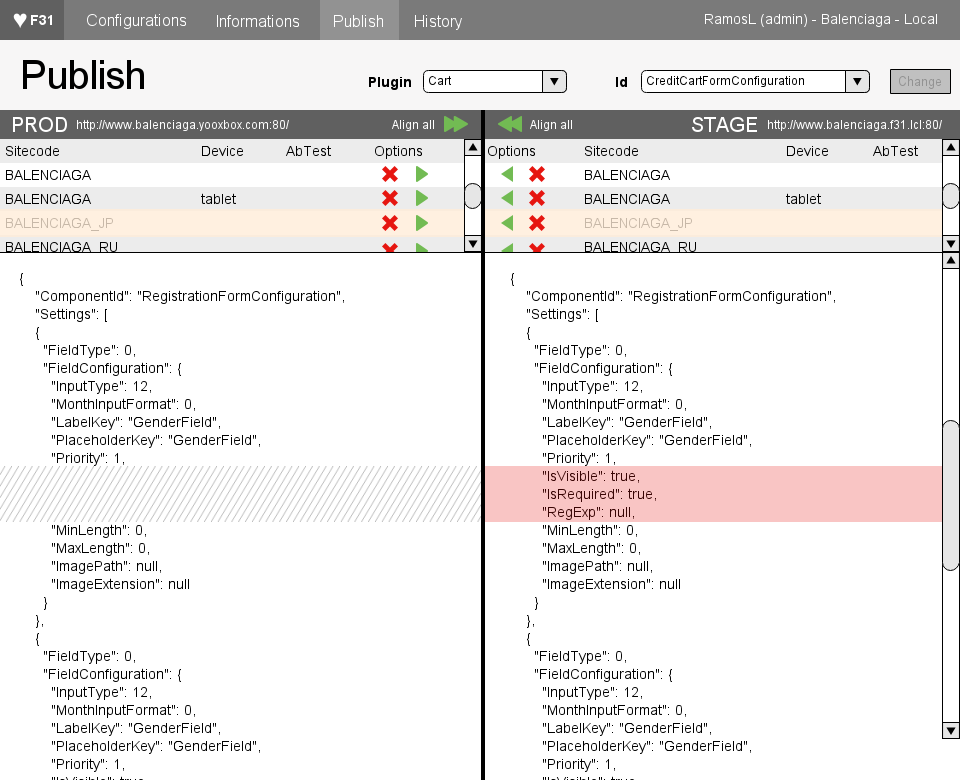 F31 Configurations Informations Publish History RamosL (admin) - Balenciaga - Local
Publish Plugin Cart Id CreditCartFormConfiguration Change
PROD http://www.balenciaga.yooxbox.com:80/ Align all Align all STAGE http://www.balenciaga.f31.lcl:80/
Sitecode Device AbTest Options Options Sitecode Device AbTest
BALENCIAGA BALENCIAGA
BALENCIAGA tablet BALENCIAGA tablet
BALENCIAGA_JP BALENCIAGA_JP
BALENCIAGA_RU BALENCIAGA_RU
{
"ComponentId": "RegistrationFormConfiguration",
"Settings": [
{
"FieldType": 0,
"FieldConfiguration": {
"InputType": 12,
"MonthInputFormat": 0,
"LabelKey": "GenderField",
"PlaceholderKey": "GenderField",
"Priority": 1,
"MinLength": 0,
"MaxLength": 0,
"ImagePath": null,
"ImageExtension": null
}
},
{
"FieldType": 0,
"FieldConfiguration": {
"InputType": 12,
"MonthInputFormat": 0,
"LabelKey": "GenderField",
"PlaceholderKey": "GenderField",
"Priority": 1,
"IsVisible": true,
{
"ComponentId": "RegistrationFormConfiguration",
"Settings": [
{
"FieldType": 0,
"FieldConfiguration": {
"InputType": 12,
"MonthInputFormat": 0,
"LabelKey": "GenderField",
"PlaceholderKey": "GenderField",
"Priority": 1,
"IsVisible": true,
"IsRequired": true,
"RegExp": null,
"MinLength": 0,
"MaxLength": 0,
"ImagePath": null,
"ImageExtension": null
}
},
{
"FieldType": 0,
"FieldConfiguration": {
"InputType": 12,
"MonthInputFormat": 0,
"LabelKey": "GenderField",
"PlaceholderKey": "GenderField",
"Priority": 1,
"IsVisible": true,